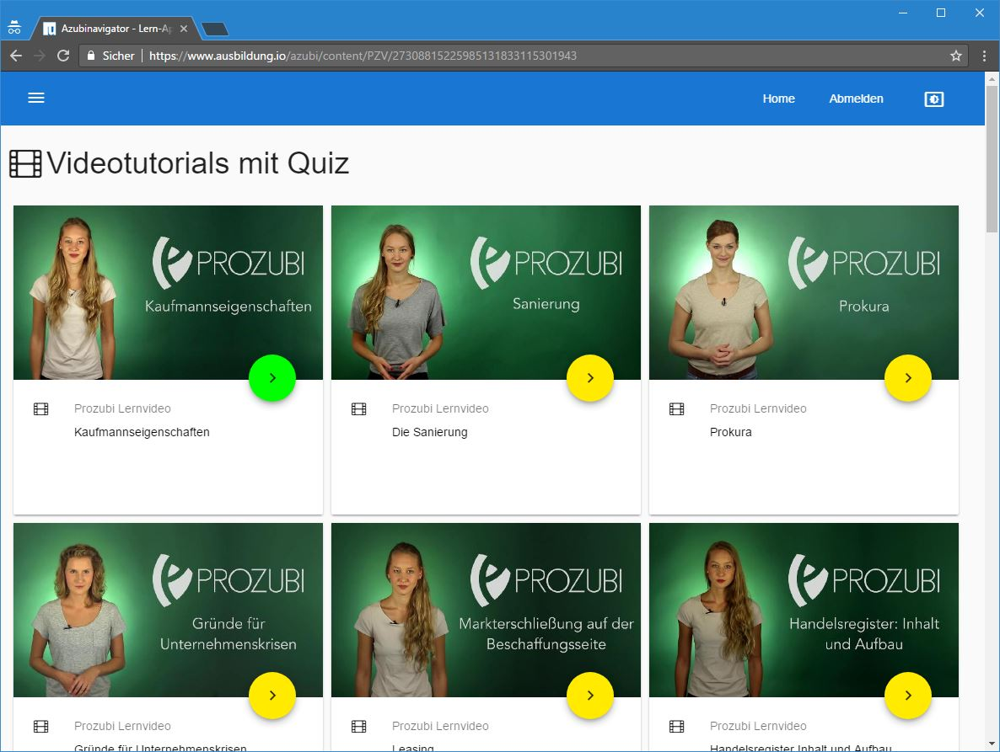 Azubinavigator - Lern-Ap
Sicher
https://www.ausbildung.io/azubi/content/PZV/27308815225985131833115301943
Home
Abmelden
Videotutorials mit Quiz
PROZUBI
Kaufmannseigenschaften
PROZUBI
Sanierung
PROZUBI
Prokura
Prozubi Lernvideo
Kaufmannseigenschaften
Prozubi Lernvideo
Die Sanierung
Prozubi Lernvideo
Prokura
PROZUBI
Gründe für
Unternehmenskrisen
PROZUBI
Markterschließung auf der
Beschaffungsseite
PROZUBI
Handelsregister: Inhalt
und Aufbau
Prozubi Lernvideo
Gründe für Unternehmenskrisen
Prozubi Lernvideo
Leasing
Prozubi Lernvideo
Handelsregister Inhalt und Aufbau